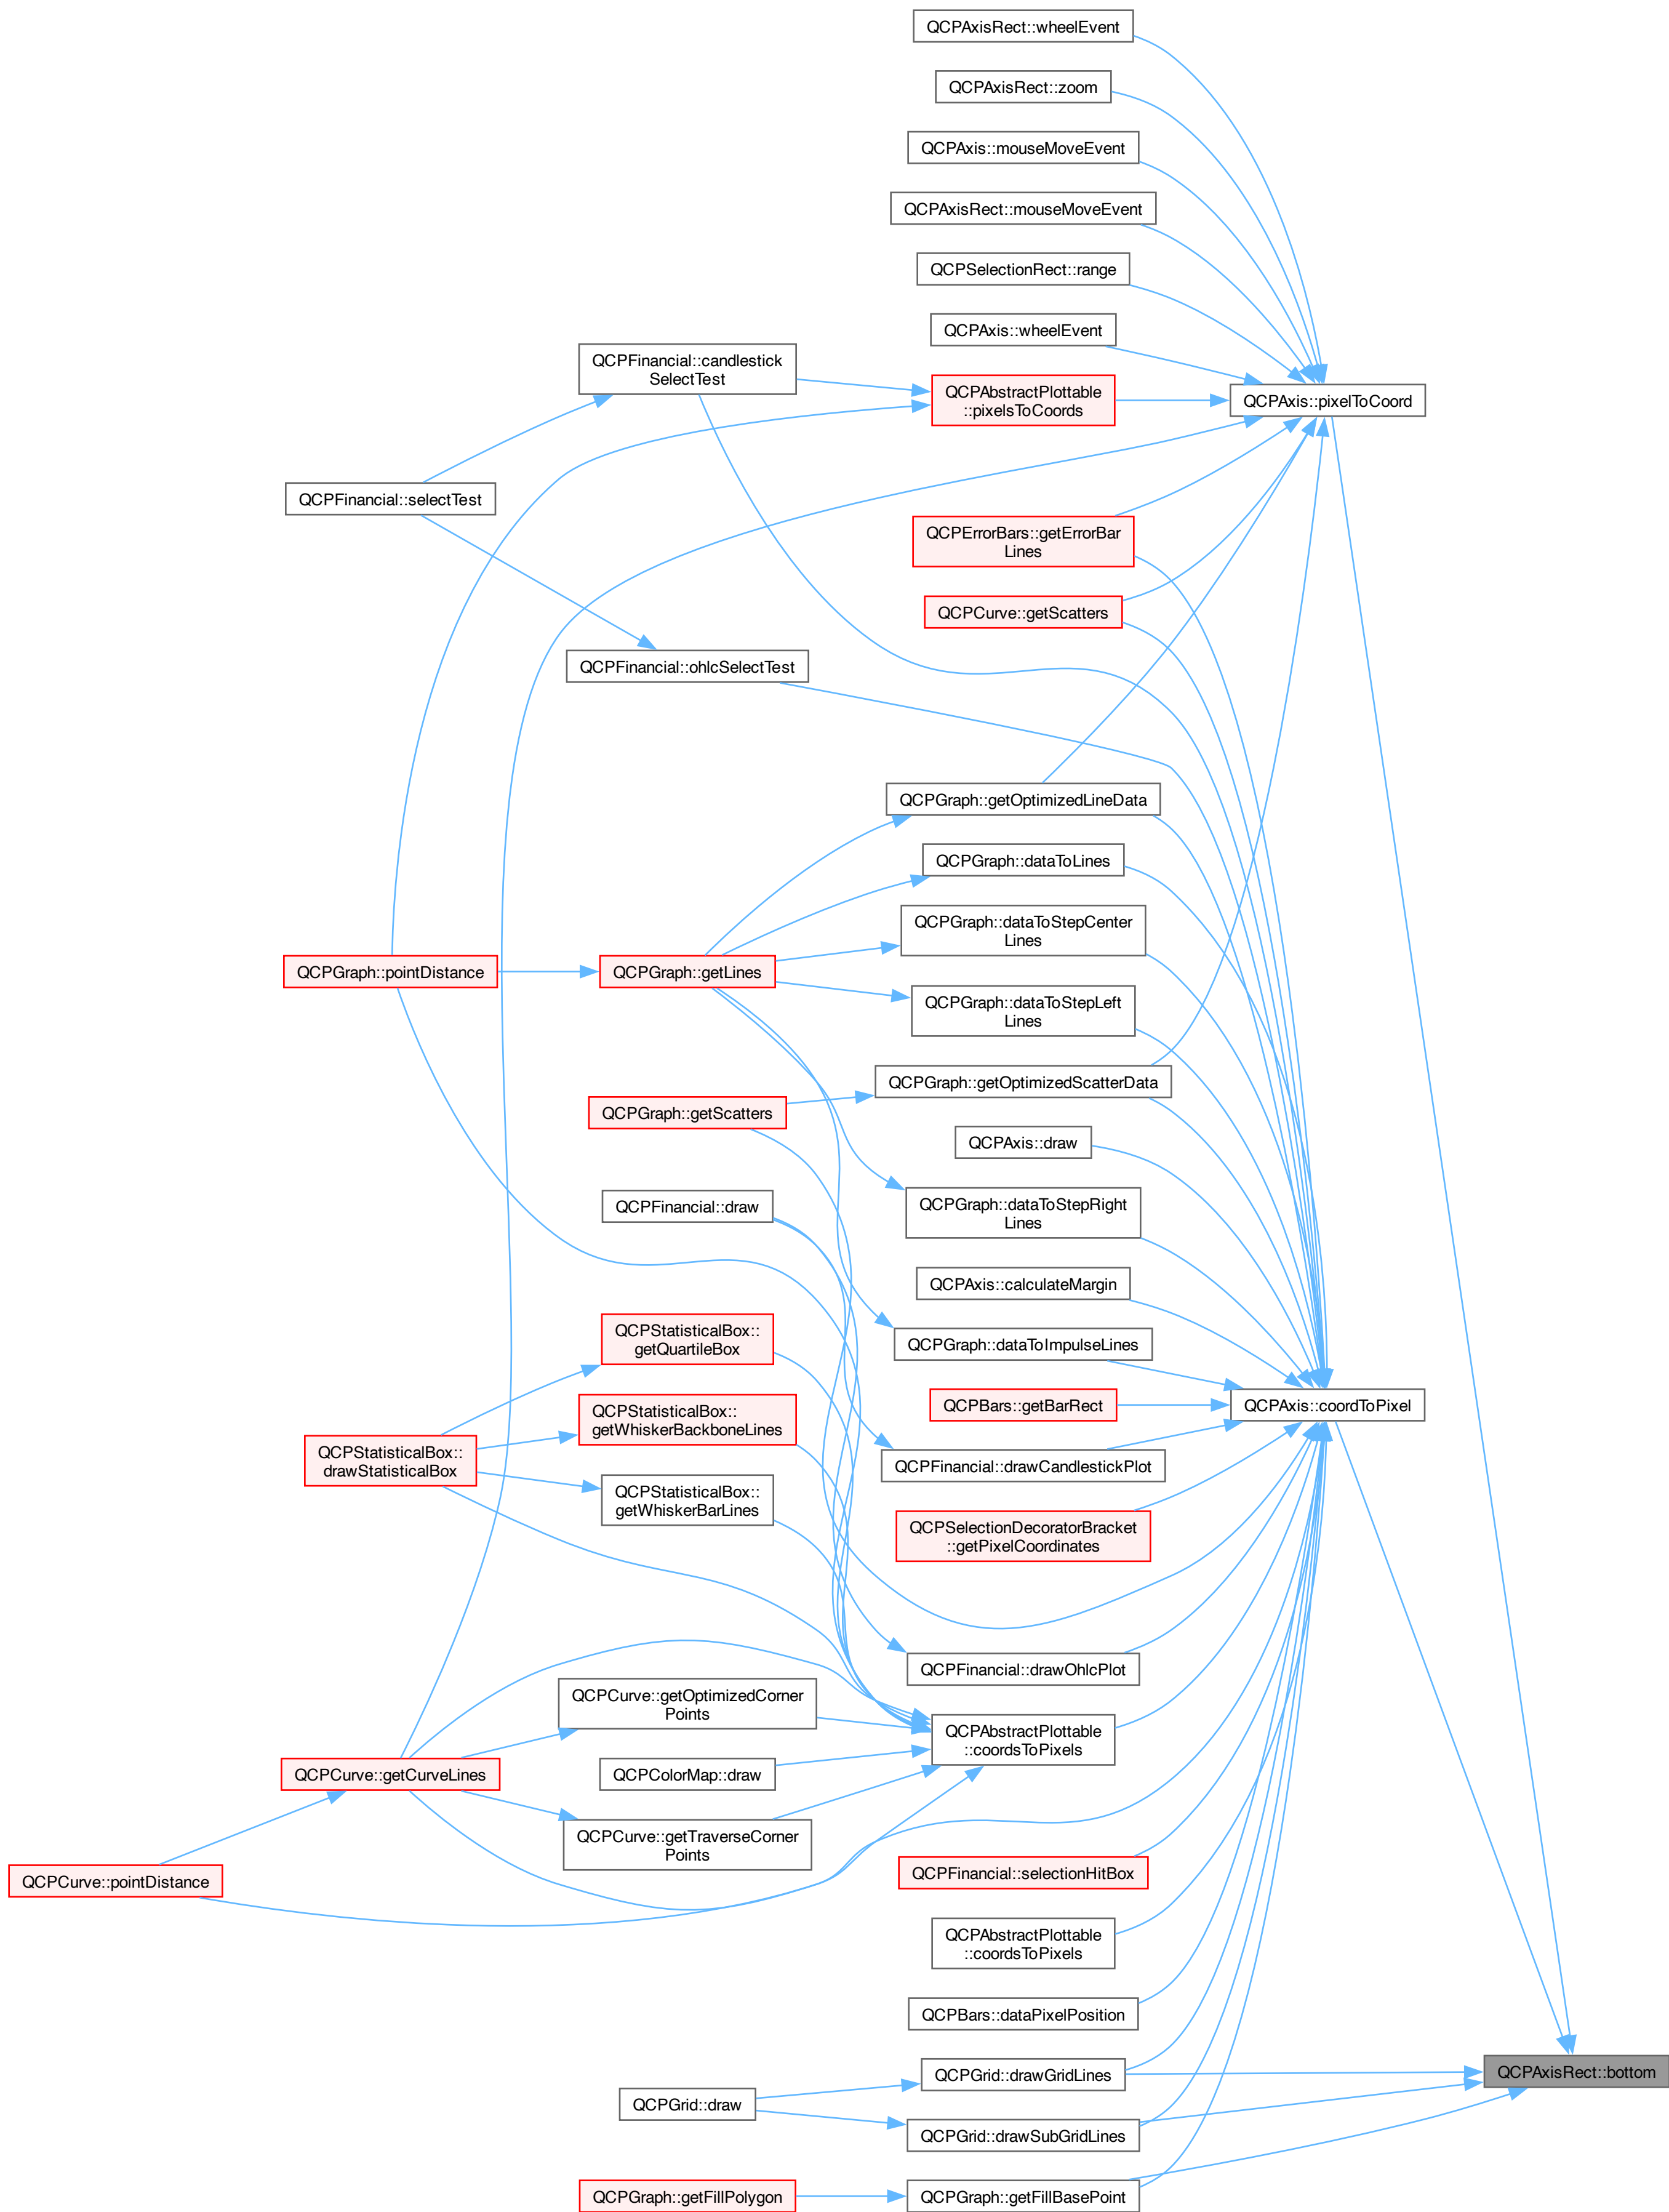 QCPAxisRect::wheelEvent
QCPAxisRect::zoom
QCPAxis::mouseMoveEvent
QCPAxisRect::mouseMoveEvent
QCPSelectionRect::range
QCPAxis::wheelEvent
QCPFinancial::candlestick
SelectTest
QCPAbstractPlottable
::pixelsToCoords
QCPAxis::pixelToCoord
QCPFinancial::selectTest
QCPErrorBars::getErrorBar
Lines
QCPCurve::getScatters
QCPFinancial::ohlcSelectTest
QCPGraph::getOptimizedLineData
QCPGraph::dataToLines
QCPGraph::dataToStepCenter
Lines
QCPGraph::pointDistance
QCPGraph::getLines
QCPGraph::dataToStepLeft
Lines
QCPGraph::getOptimizedScatterData
QCPGraph::getScatters
QCPAxis::draw
QCPFinancial::draw
QCPGraph::dataToStepRight
Lines
QCPAxis::calculateMargin
QCPStatisticalBox::
getQuartileBox
QCPGraph::dataToImpulseLines
QCPBars::getBarRect
QCPAxis::coordToPixel
QCPStatisticalBox::
getWhiskerBackboneLines
QCPStatisticalBox::
drawStatisticalBox
QCPFinancial::drawCandlestickPlot
QCPStatisticalBox::
getWhiskerBarLines
QCPSelectionDecoratorBracket
::getPixelCoordinates
QCPFinancial::drawOhlcPlot
QCPCurve::getOptimizedCorner
Points
QCPAbstractPlottable
::coordsToPixels
QCPCurve::getCurveLines
QCPColorMap::draw
QCPCurve::getTraverseCorner
Points
QCPCurve::pointDistance
QCPFinancial::selectionHitBox
QCPAbstractPlottable
::coordsToPixels
QCPBars::dataPixelPosition
QCPGrid::drawGridLines
QCPAxisRect::bottom
QCPGrid::draw
QCPGrid::drawSubGridLines
QCPGraph::getFillPolygon
QCPGraph::getFillBasePoint